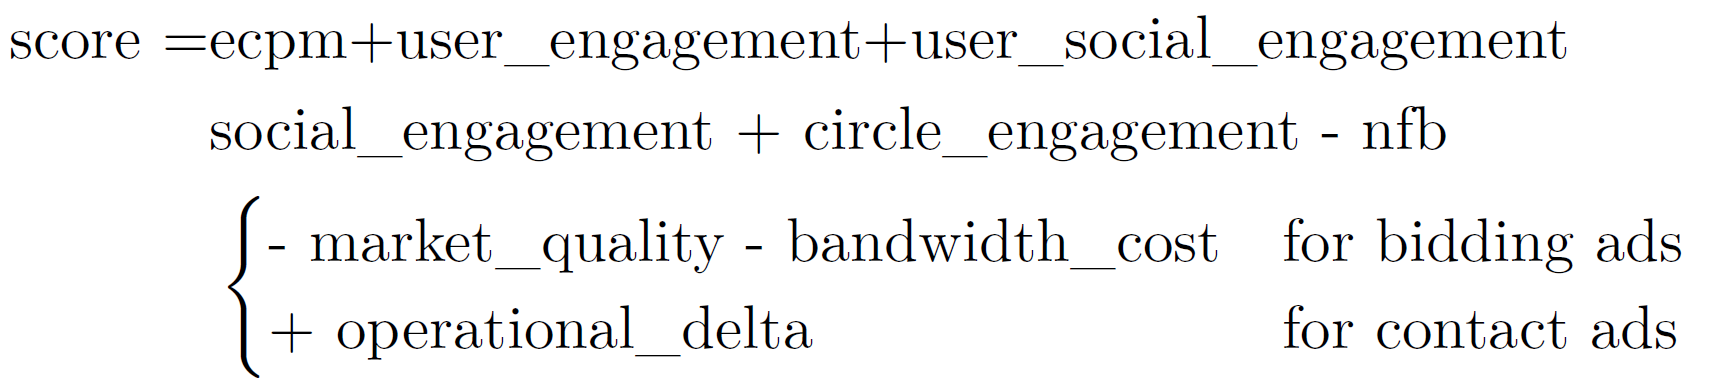 score =ecpm+user_engagement+user_social_engagement
social_engagement + circle_engagement - nfb
- market_quality - bandwidth_cost for bidding ads
+ operational_delta for contact ads